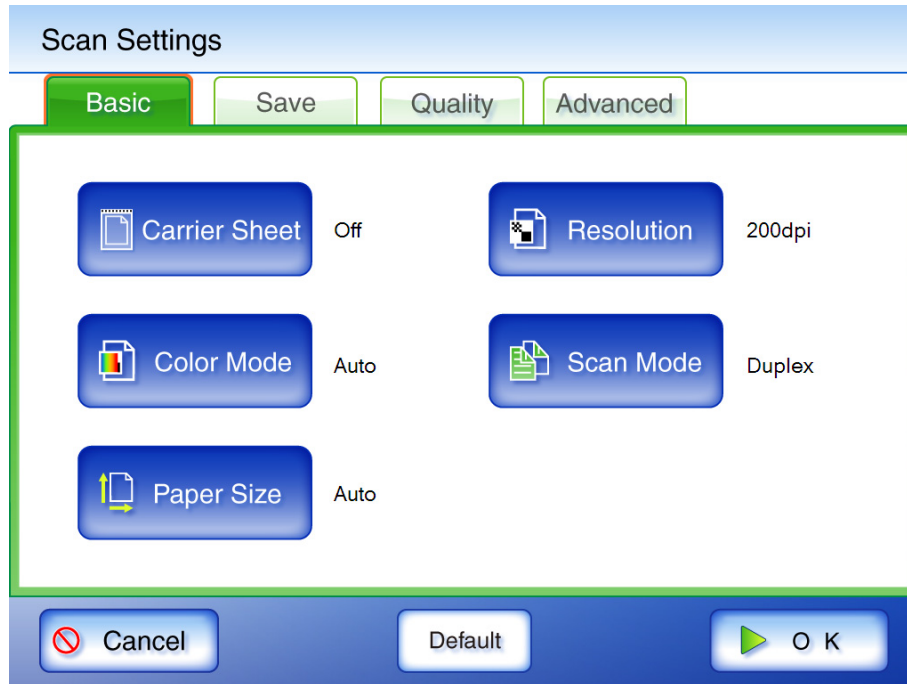 Scan Settings
Basic
Save
Quality
Advanced
Carrier Sheet
Off
Resolution
200dpi
Color Mode
Auto
Scan Mode
Duplex
Paper Size
Auto
Cancel
Default
O K